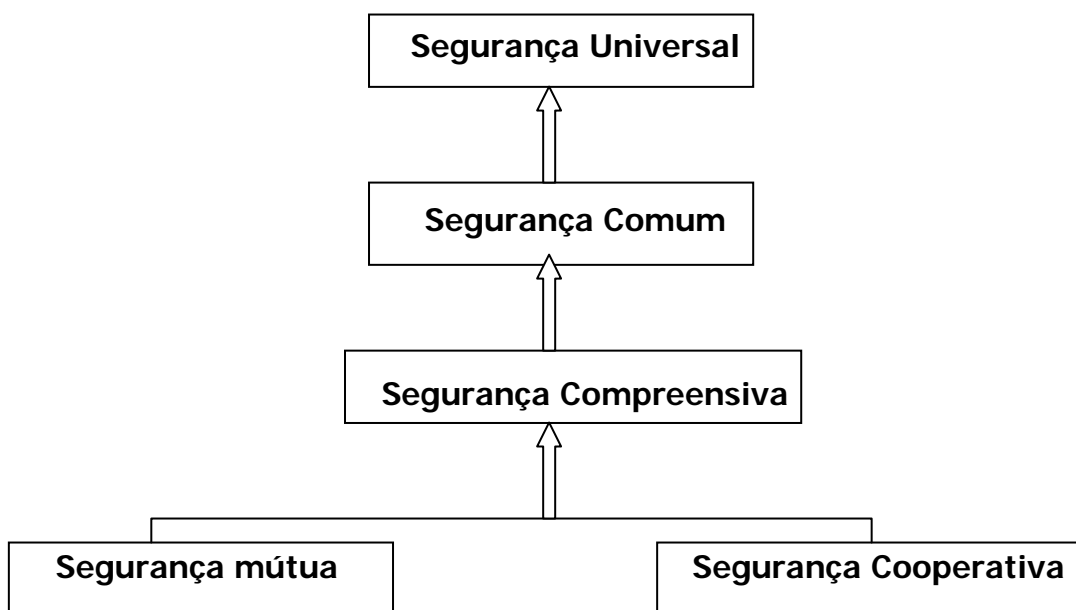 Segurança Universal
Segurança Comum
Segurança Compreensiva
Segurança mútua
Segurança Cooperativa